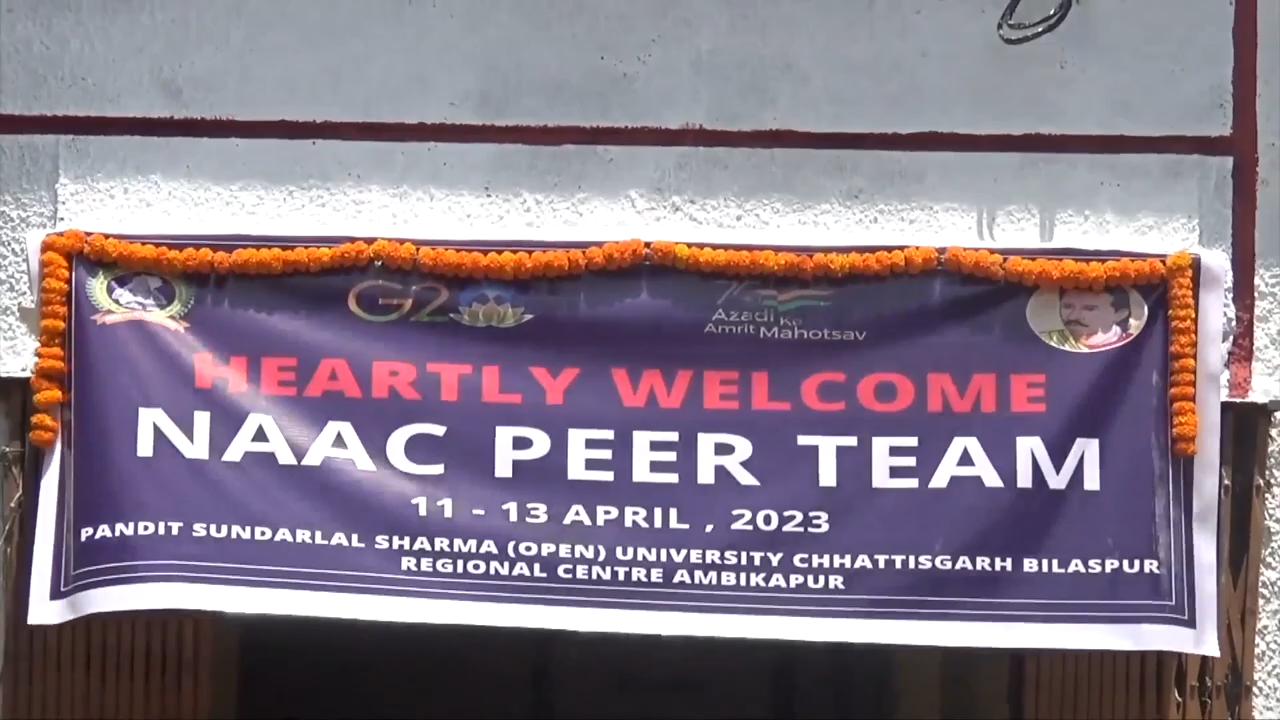 G20
75
Azadi Ka
Amrit Mahotsav
HEARTLY WELCOME
NAAC PEER TEAM
11 - 13 APRIL , 2023
PANDIT SUNDARLAL SHARMA (OPEN) UNIVERSITY CHHATTISGARH BILASPUR
REGIONAL CENTRE AMBIKAPUR